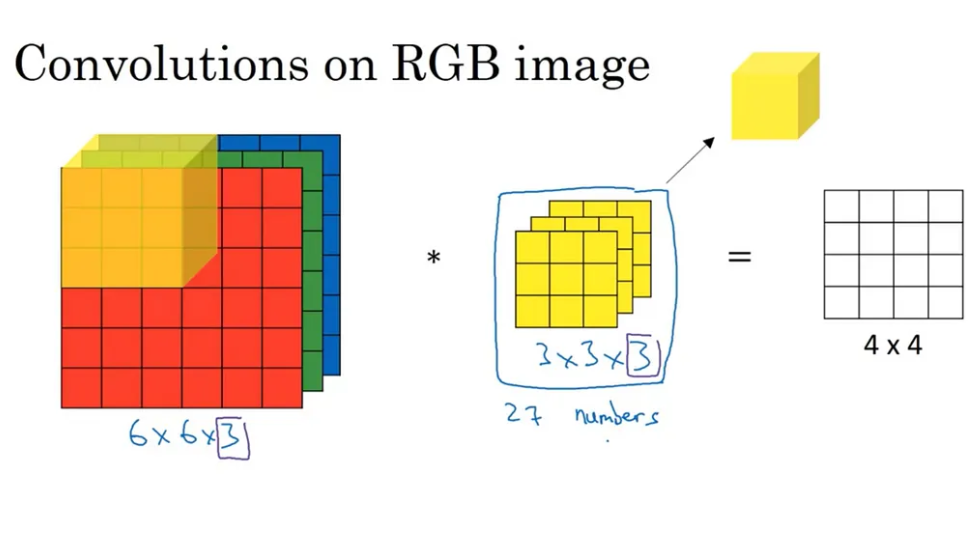 Convolutions on RGB image
*
=
3 x 3 x 3
4 x 4
27 numbers
6 x 6 x 3